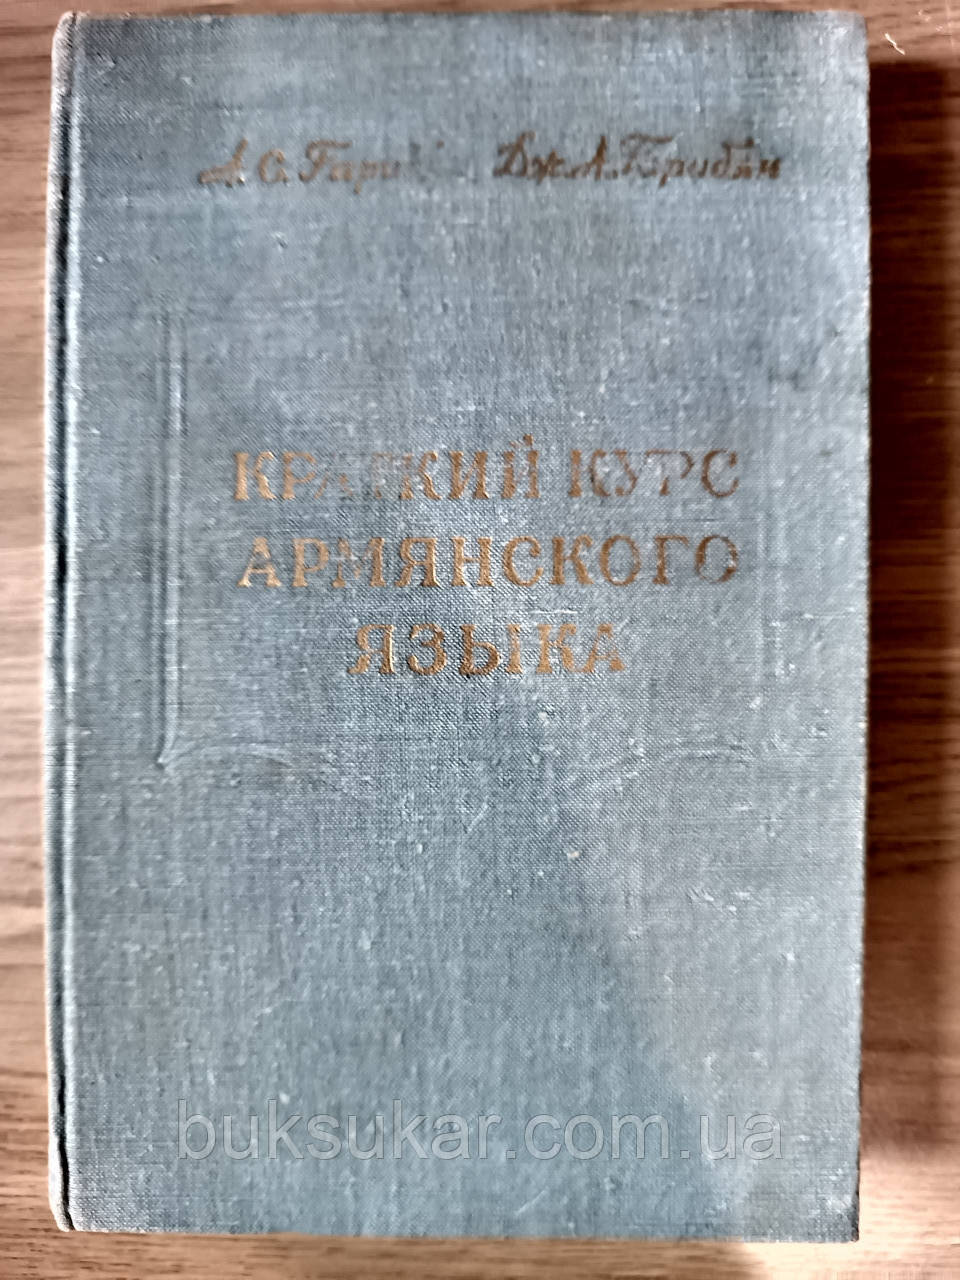 А. С. Дж. А. Гарибян
КРАТКИЙ КУРС
АРМЯНСКОГО
ЯЗЫКА
buksukar.com.ua